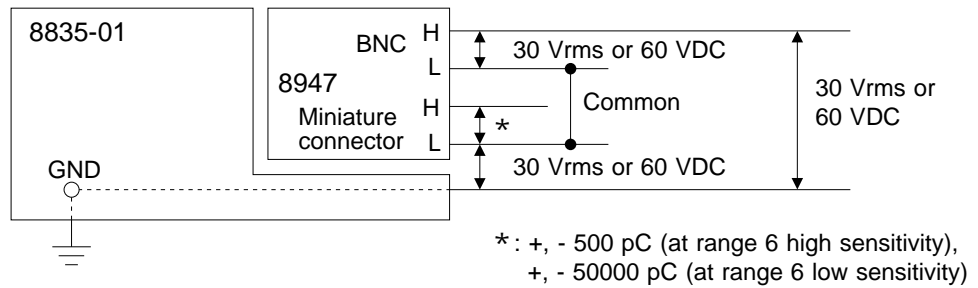 8835-01
BNC
H
L
30 Vrms or 60 VDC
8947
Miniature
connector
H
L
*
Common
30 Vrms or
60 VDC
30 Vrms or 60 VDC
GND
* : +, - 500 pC (at range 6 high sensitivity),
+, - 50000 pC (at range 6 low sensitivity)